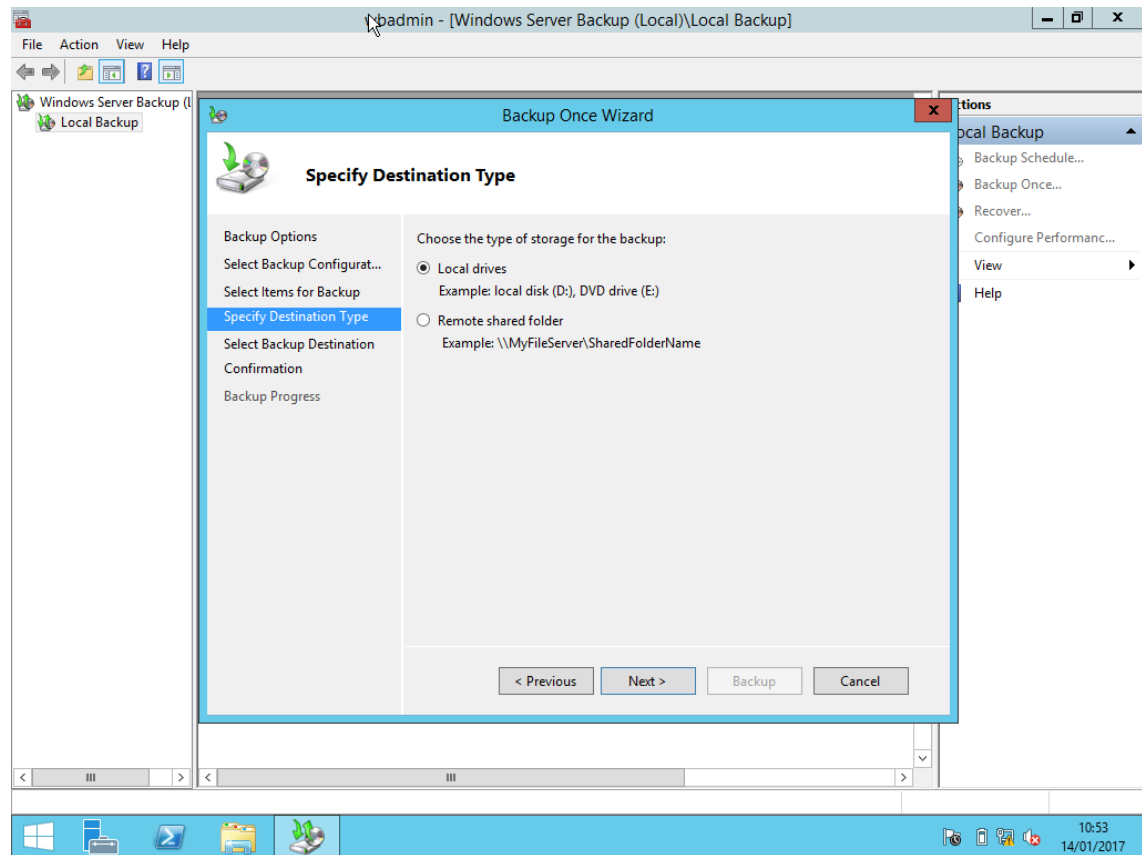 wbadmin - [Windows Server Backup (Local)\Local Backup]
File Action View Help
Windows Server Backup (L
Local Backup
Backup Once Wizard
Specify Destination Type
Backup Options
Select Backup Configurat...
Select Items for Backup
Specify Destination Type
Select Backup Destination
Confirmation
Backup Progress
Choose the type of storage for the backup:
Local drives
Example: local disk (D:), DVD drive (E:)
Remote shared folder
Example: \\MyFileServer\SharedFolderName
< Previous
Next >
Backup
Cancel
ctions
ocal Backup
Backup Schedule...
Backup Once...
Recover...
Configure Performanc...
View
Help
10:53
14/01/2017